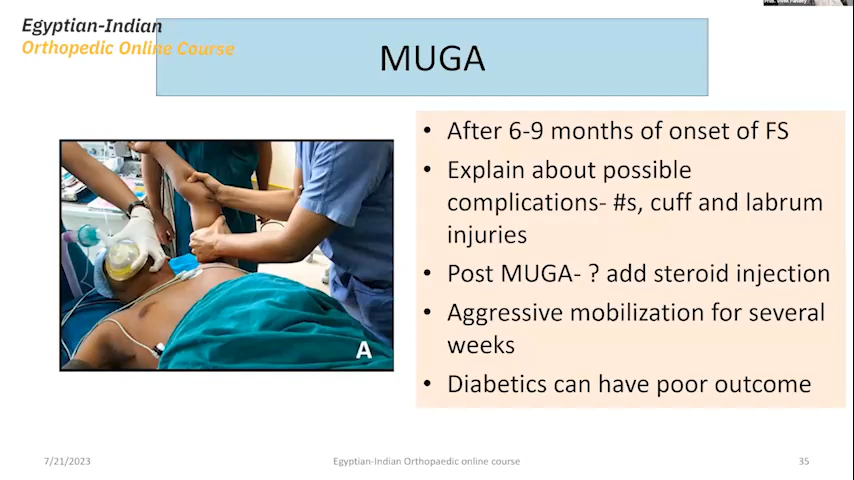 Egyptian-Indian
Orthopedic Online Course
MUGA
• After 6-9 months of onset of FS
• Explain about possible
complications- #s, cuff and labrum
injuries
• Post MUGA- ? add steroid injection
• Aggressive mobilization for several
weeks
• Diabetics can have poor outcome
A
7/21/2023
Egyptian-Indian Orthopaedic online course
35